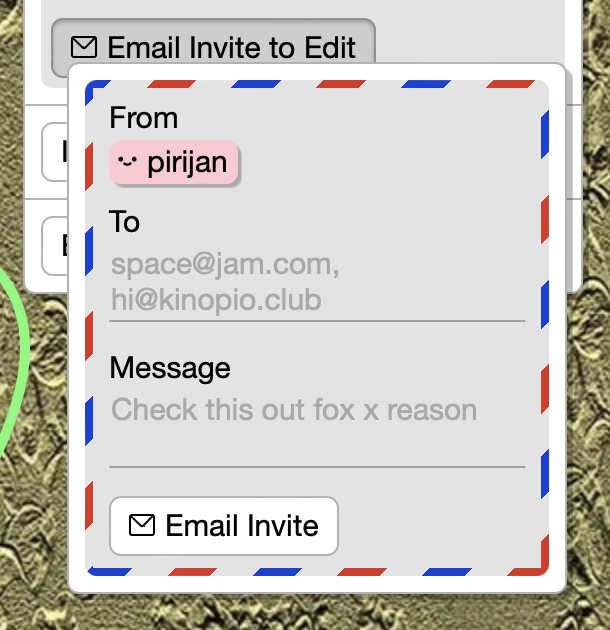 Email Invite to Edit
From
pirijan
To
space@jam.com,
hi@kinopio.club
Message
Check this out fox x reason
Email Invite